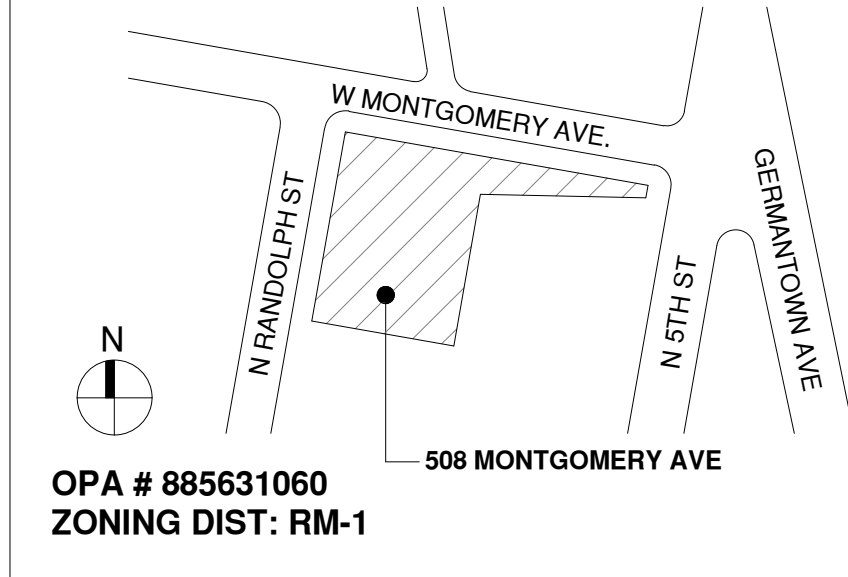 W MONTGOMERY AVE.
N RANDOLPH ST
GERMANTOWN AVE
N 5TH ST
N
508 MONTGOMERY AVE
OPA # 885631060
ZONING DIST: RM-1